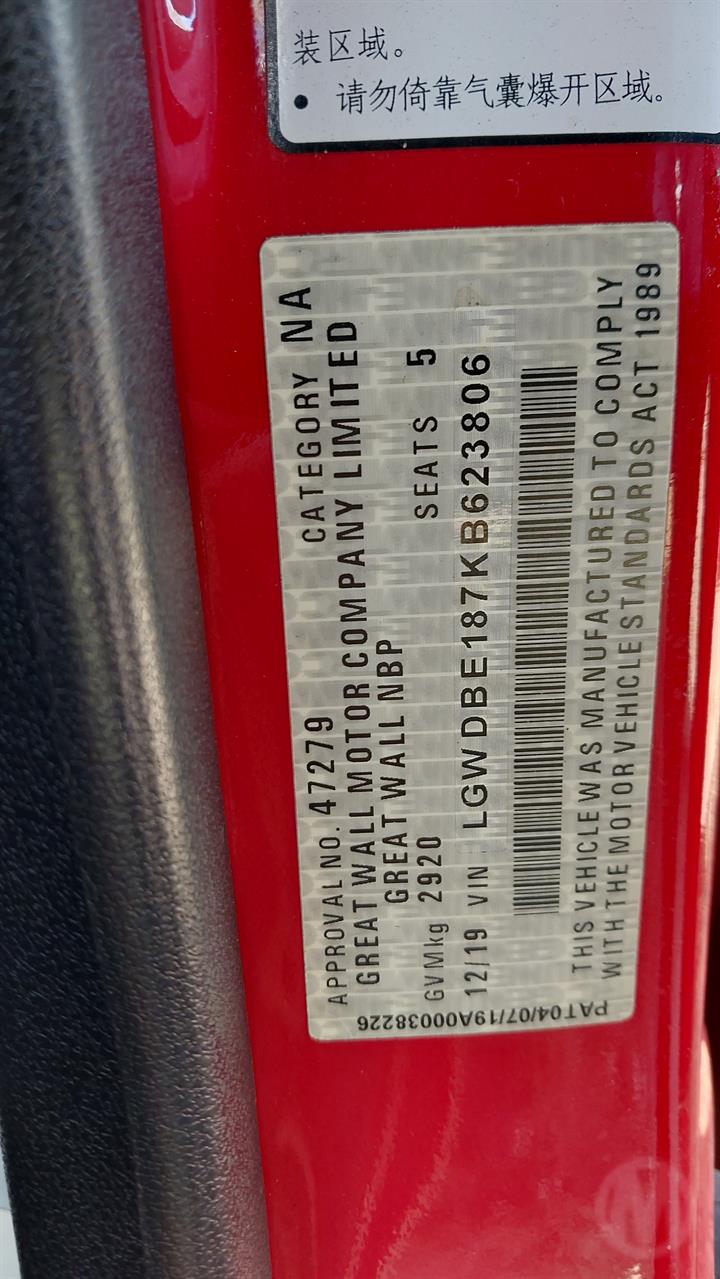 装区域。
• 请勿倚靠气囊爆开区域。
APPROVAL NO. 47279 CATEGORY NA
GREAT WALL MOTOR COMPANY LIMITED
GREAT WALL NBP
GVMkg 2920 SEATS 5
12/19 VIN LGWDBE187KB623806
THIS VEHICLE WAS MANUFACTURED TO COMPLY
WITH THE MOTOR VEHICLE STANDARDS ACT 1989
PAT04/07/19A00038226
M